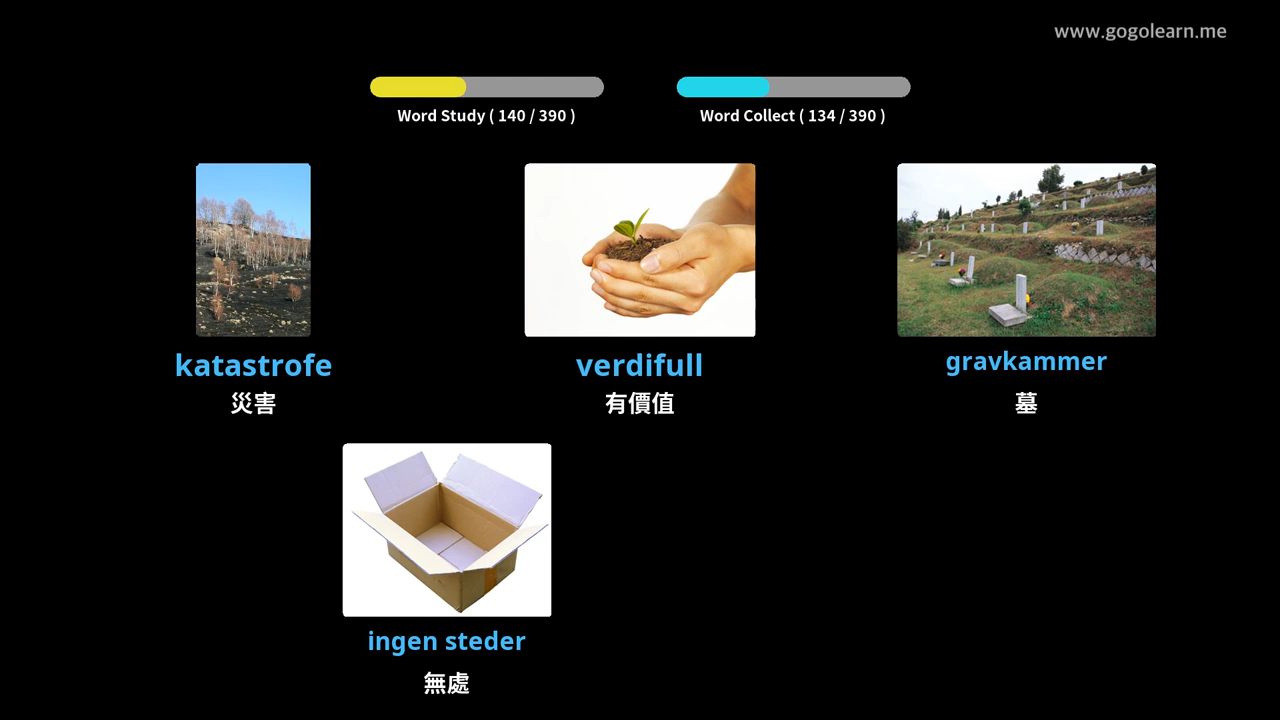 www.gogolearn.me
Word Study ( 140 / 390 )
Word Collect ( 134 / 390 )
katastrofe
災害
verdifull
有價值
gravkammer
墓
ingen steder
無處